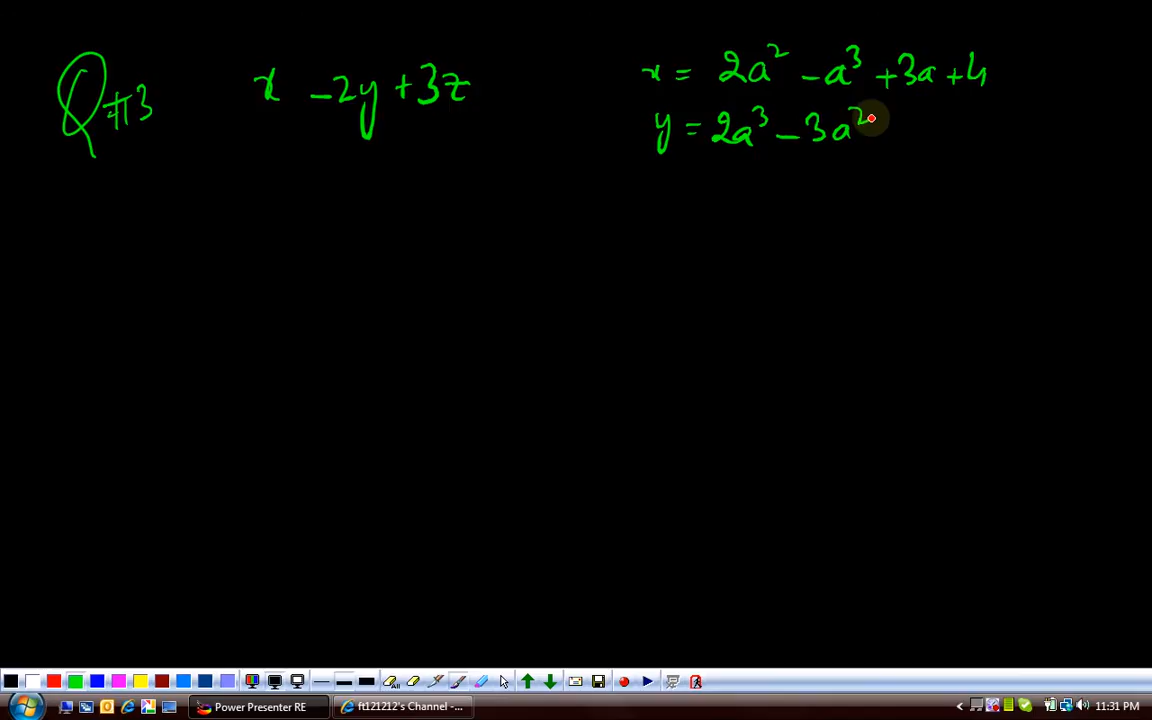 Q#3 x - 2y + 3z x = 2a² - a³ + 3a + 4
y = 2a³ - 3a²
Power Presenter RE ft121212's Channel -... 11:31 PM